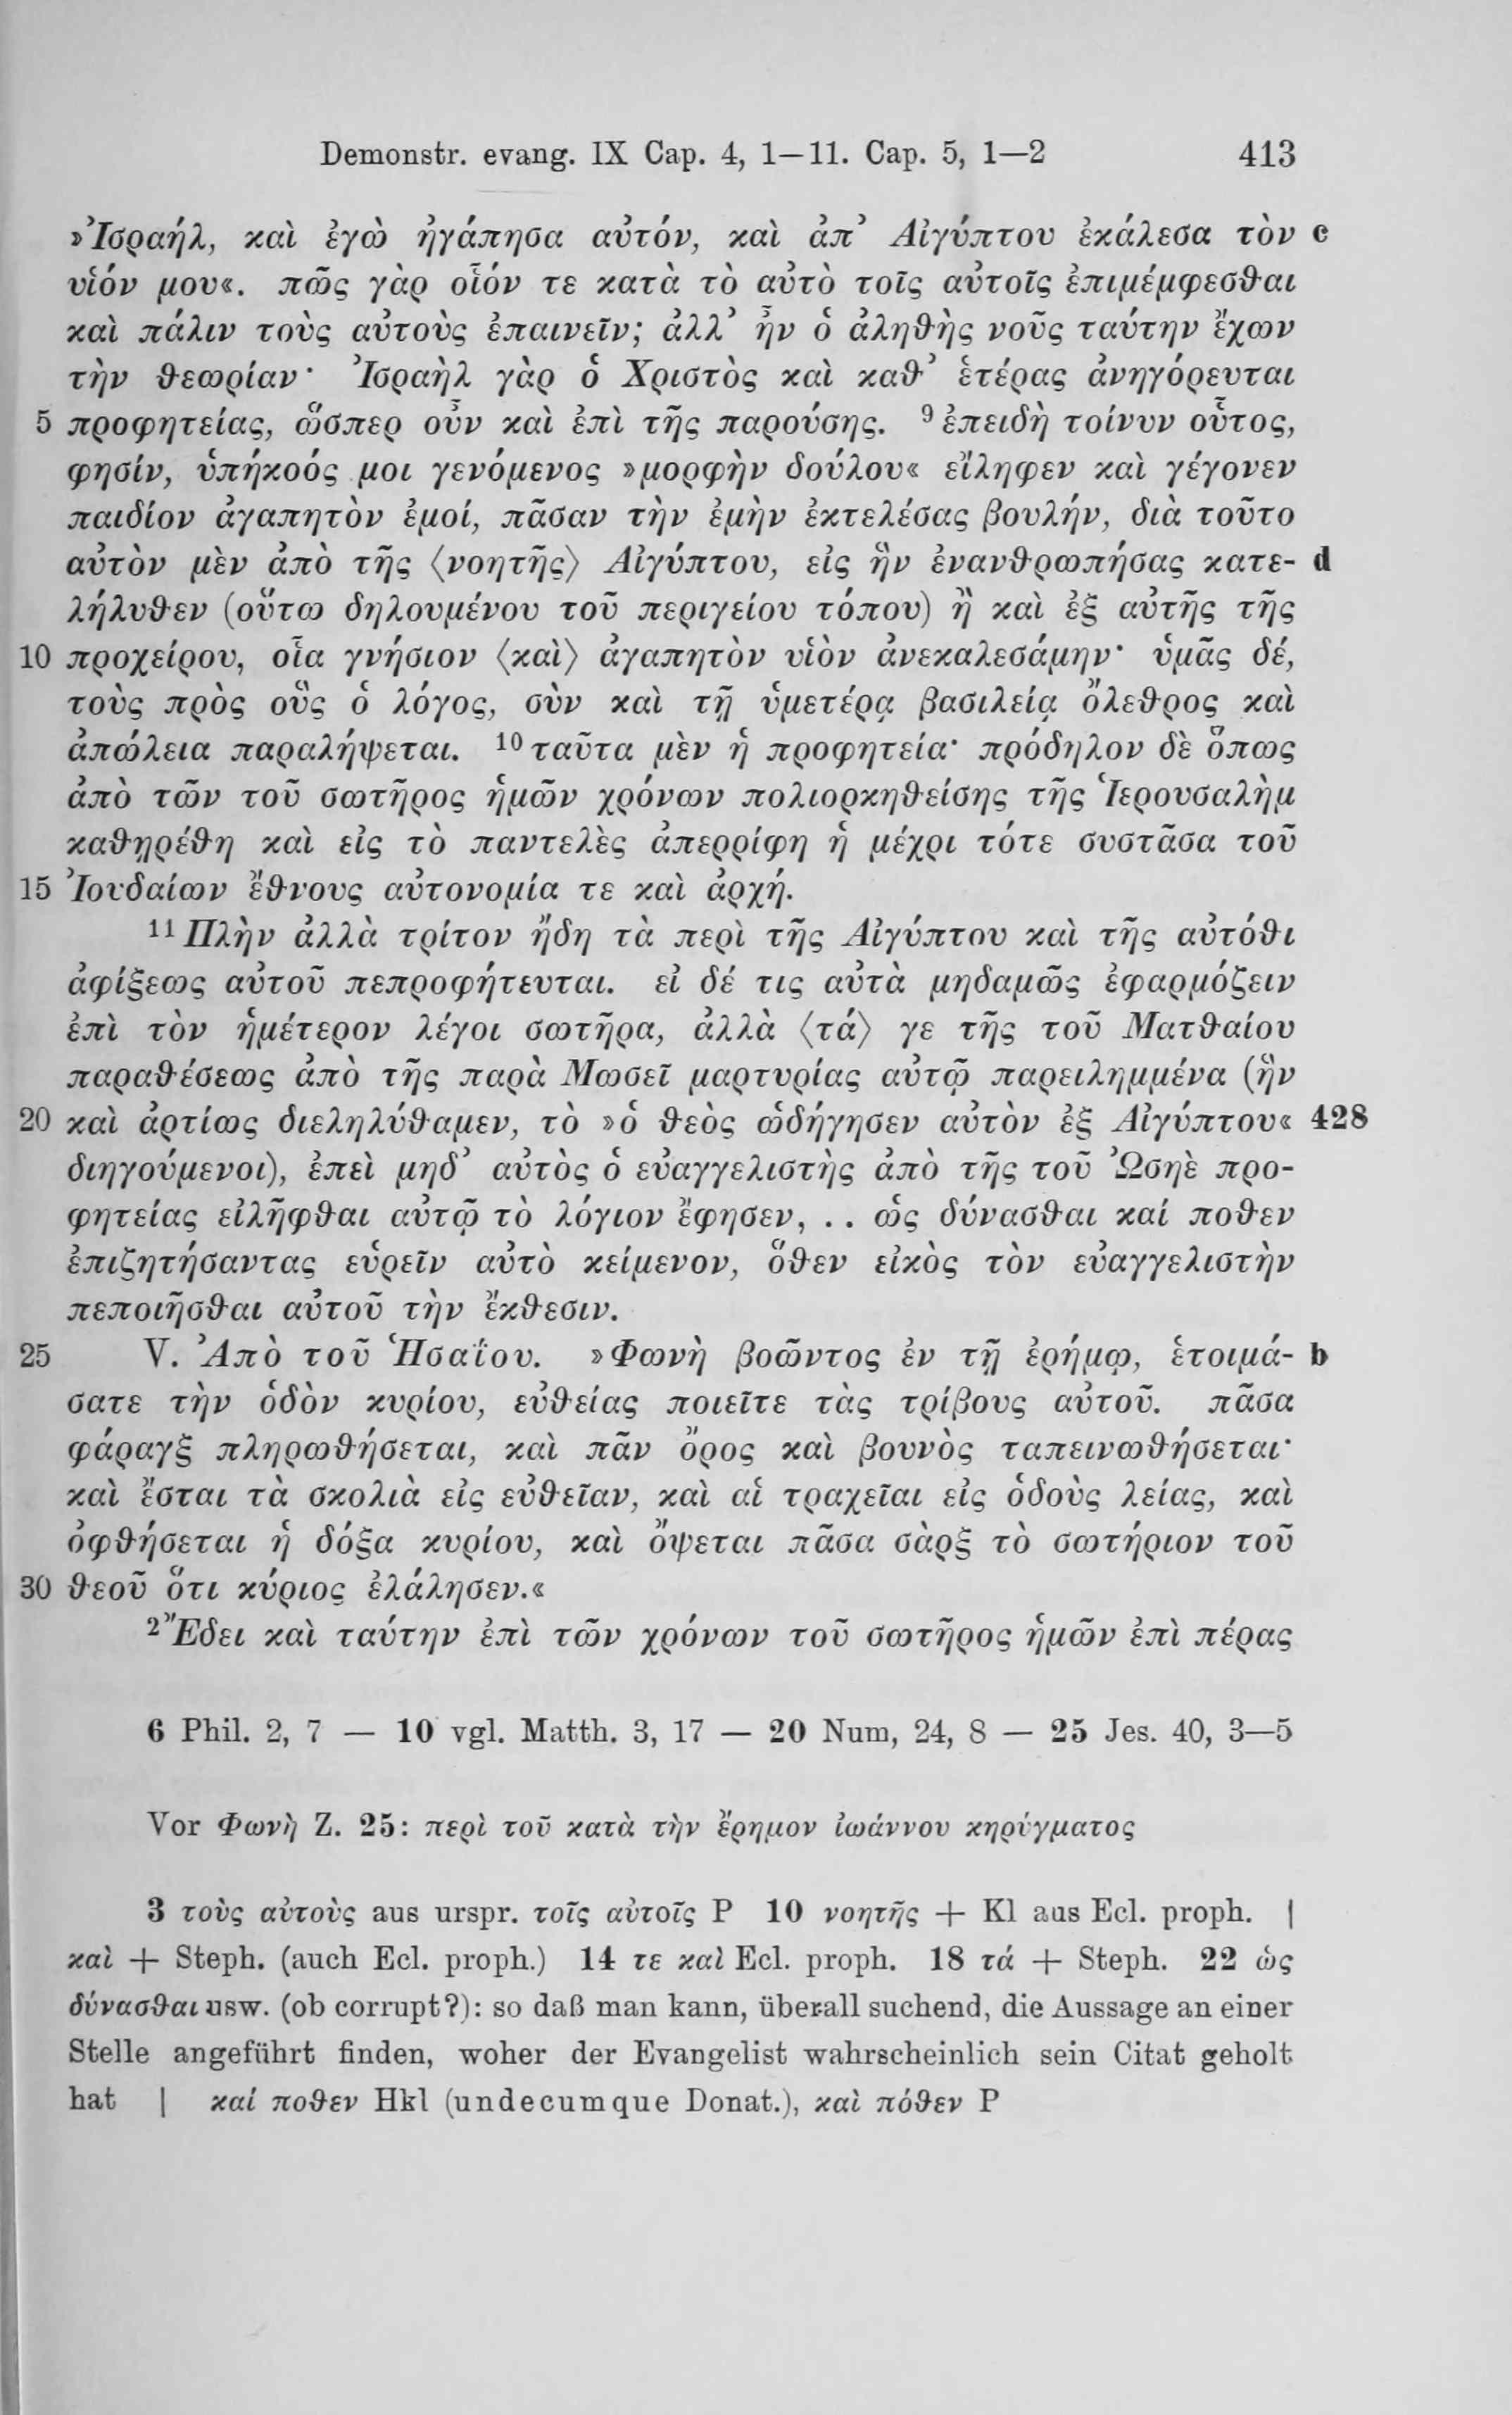 Demonstr. evang. IX Cap. 4, 1—11. Cap. 5, 1—2 413
»Ἰσραήλ, καὶ ἐγὼ ἠγάπησα αὐτόν, καὶ ἀπ’ Αἰγύπτου ἐκάλεσα τὸν c
υἱόν μου«. πῶς γὰρ οἷόν τε κατὰ τὸ αὐτὸ τοῖς αὐτοῖς ἐπιμέμφεσθαι
καὶ πάλιν τοὺς αὐτοὺς ἐπαινεῖν; ἀλλ’ ἦν ὁ ἀληθὴς νοῦς ταύτην ἔχων
τὴν θεωρίαν· Ἰσραὴλ γὰρ ὁ Χριστὸς καὶ καθ’ ἑτέρας ἀνηγόρευται
5 προφητείας, ὥσπερ οὖν καὶ ἐπὶ τῆς παρούσης. ⁹ ἐπειδὴ τοίνυν οὗτος,
φησίν, ὑπήκοός μοι γενόμενος »μορφὴν δούλου« εἴληφεν καὶ γέγονεν
παιδίον ἀγαπητὸν ἐμοί, πᾶσαν τὴν ἐμὴν ἐκτελέσας βουλήν, διὰ τοῦτο
αὐτὸν μὲν ἀπὸ τῆς ⟨νοητῆς⟩ Αἰγύπτου, εἰς ἣν ἐνανθρωπήσας κατε- d
λήλυθεν (οὕτω δηλουμένου τοῦ περιγείου τόπου) ἢ καὶ ἐξ αὐτῆς τῆς
10 προχείρου, οἷα γνήσιον ⟨καὶ⟩ ἀγαπητὸν υἱὸν ἀνεκαλεσάμην· ὑμᾶς δέ,
τοὺς πρὸς οὓς ὁ λόγος, σὺν καὶ τῇ ὑμετέρᾳ βασιλείᾳ ὄλεθρος καὶ
ἀπώλεια παραλήψεται. ¹⁰ ταῦτα μὲν ἡ προφητεία· πρόδηλον δὲ ὅπως
ἀπὸ τῶν τοῦ σωτῆρος ἡμῶν χρόνων πολιορκηθείσης τῆς Ἱερουσαλὴμ
καθῃρέθη καὶ εἰς τὸ παντελὲς ἀπερρίφη ἡ μέχρι τότε συστᾶσα τοῦ
15 Ἰουδαίων ἔθνους αὐτονομία τε καὶ ἀρχή.
¹¹ Πλὴν ἀλλὰ τρίτον ἤδη τὰ περὶ τῆς Αἰγύπτου καὶ τῆς αὐτόθι
ἀφίξεως αὐτοῦ πεπροφήτευται. εἰ δέ τις αὐτὰ μηδαμῶς ἐφαρμόζειν
ἐπὶ τὸν ἡμέτερον λέγοι σωτῆρα, ἀλλὰ ⟨τά⟩ γε τῆς τοῦ Ματθαίου
παραθέσεως ἀπὸ τῆς παρὰ Μωσεῖ μαρτυρίας αὐτῷ παρειλημμένα (ἣν
20 καὶ ἀρτίως διεληλύθαμεν, τὸ »ὁ θεὸς ὡδήγησεν αὐτὸν ἐξ Αἰγύπτου« 428
διηγούμενοι), ἐπεὶ μηδ’ αὐτὸς ὁ εὐαγγελιστὴς ἀπὸ τῆς τοῦ Ὠσηὲ προ-
φητείας εἰλῆφθαι αὐτῷ τὸ λόγιον ἔφησεν, .. ὡς δύνασθαι καί ποθεν
ἐπιζητήσαντας εὑρεῖν αὐτὸ κείμενον, ὅθεν εἰκὸς τὸν εὐαγγελιστὴν
πεποιῆσθαι αὐτοῦ τὴν ἔκθεσιν.
25 V. Ἀπὸ τοῦ Ἡσαΐου. »Φωνὴ βοῶντος ἐν τῇ ἐρήμῳ, ἑτοιμά- b
σατε τὴν ὁδὸν κυρίου, εὐθείας ποιεῖτε τὰς τρίβους αὐτοῦ. πᾶσα
φάραγξ πληρωθήσεται, καὶ πᾶν ὄρος καὶ βουνὸς ταπεινωθήσεται·
καὶ ἔσται τὰ σκολιὰ εἰς εὐθεῖαν, καὶ αἱ τραχεῖαι εἰς ὁδοὺς λείας, καὶ
ὀφθήσεται ἡ δόξα κυρίου, καὶ ὄψεται πᾶσα σὰρξ τὸ σωτήριον τοῦ
30 θεοῦ ὅτι κύριος ἐλάλησεν.«
² Ἔδει καὶ ταύτην ἐπὶ τῶν χρόνων τοῦ σωτῆρος ἡμῶν ἐπὶ πέρας
6 Phil. 2, 7 — 10 vgl. Matth. 3, 17 — 20 Num, 24, 8 — 25 Jes. 40, 3—5
Vor Φωνὴ Z. 25: περὶ τοῦ κατὰ τὴν ἔρημον ἰωάννου κηρύγματος
3 τοὺς αὐτοὺς aus urspr. τοῖς αὐτοῖς P 10 νοητῆς + Kl aus Ecl. proph. |
καὶ + Steph. (auch Ecl. proph.) 14 τε καὶ Ecl. proph. 18 τά + Steph. 22 ὡς
δύνασθαι usw. (ob corrupt?): so daß man kann, überall suchend, die Aussage an einer
Stelle angeführt finden, woher der Evangelist wahrscheinlich sein Citat geholt
hat | καί ποθεν Hkl (undecumque Donat.), καὶ πόθεν P